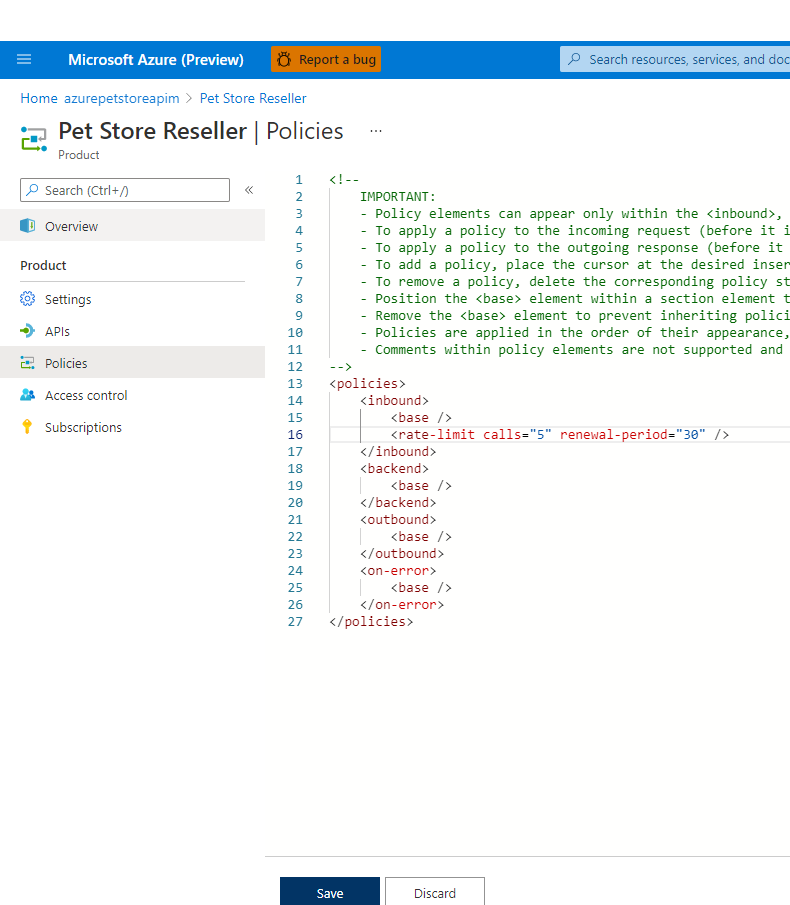 Microsoft Azure (Preview) Report a bug Search resources, services, and doc
Home azurepetstoreapim > Pet Store Reseller
Pet Store Reseller | Policies ...
Product
Search (Ctrl+/) «
Overview
Product
Settings
APIs
Policies
Access control
Subscriptions
1 <!--
2 IMPORTANT:
3 - Policy elements can appear only within the <inbound>,
4 - To apply a policy to the incoming request (before it i
5 - To apply a policy to the outgoing response (before it
6 - To add a policy, place the cursor at the desired inser
7 - To remove a policy, delete the corresponding policy st
8 - Position the <base> element within a section element t
9 - Remove the <base> element to prevent inheriting polici
10 - Policies are applied in the order of their appearance,
11 - Comments within policy elements are not supported and
12 -->
13 <policies>
14 <inbound>
15 <base />
16 <rate-limit calls="5" renewal-period="30" />
17 </inbound>
18 <backend>
19 <base />
20 </backend>
21 <outbound>
22 <base />
23 </outbound>
24 <on-error>
25 <base />
26 </on-error>
27 </policies>
Save Discard